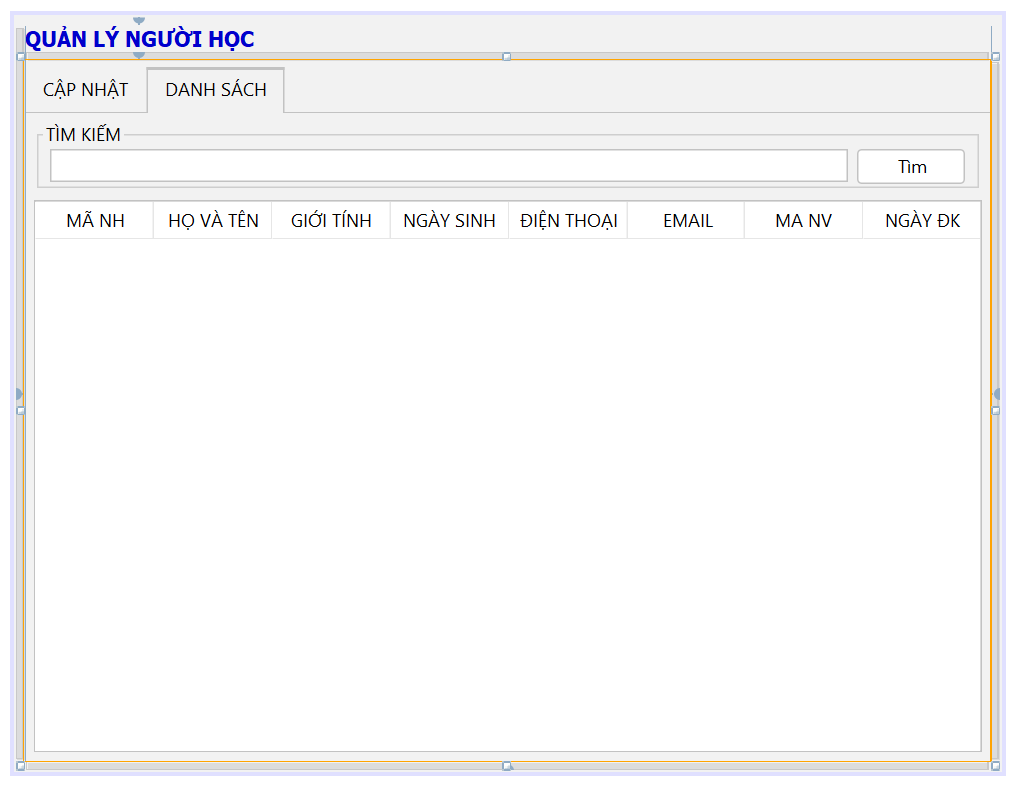 QUẢN LÝ NGƯỜI HỌC
CẬP NHẬT DANH SÁCH
TÌM KIẾM
Tìm
MÃ NH HỌ VÀ TÊN GIỚI TÍNH NGÀY SINH ĐIỆN THOẠI EMAIL MA NV NGÀY ĐK